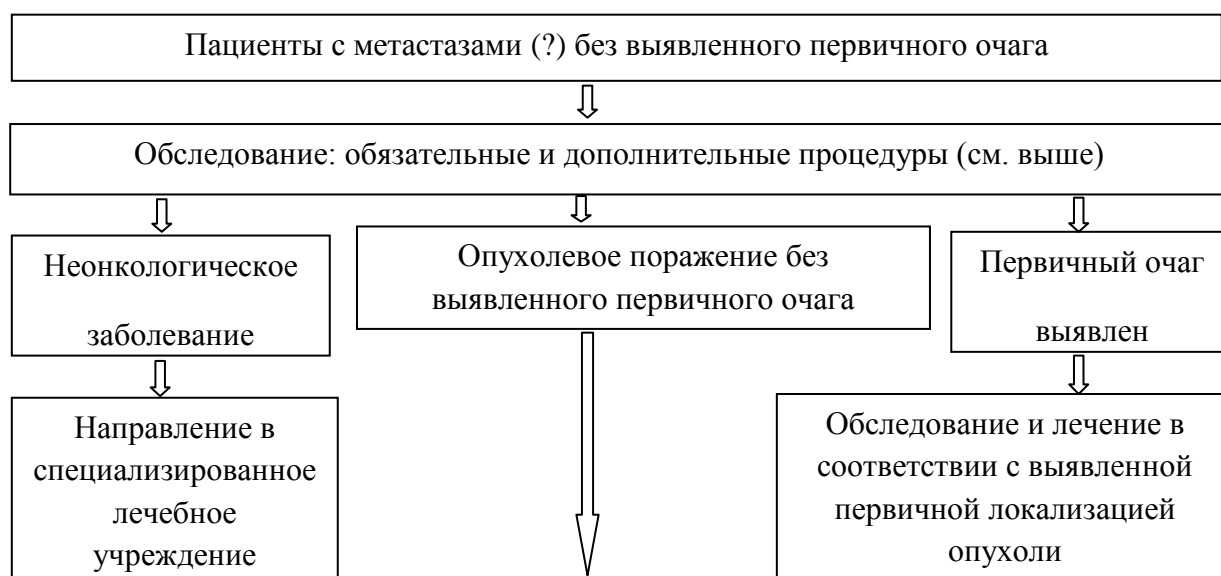 Пациенты с метастазами (?) без выявленного первичного очага
Обследование: обязательные и дополнительные процедуры (см. выше)
Неонкологическое
заболевание
Опухолевое поражение без
выявленного первичного очага
Первичный очаг
выявлен
Направление в
специализированное
лечебное
учреждение
Обследование и лечение в
соответствии с выявленной
первичной локализацией
опухоли